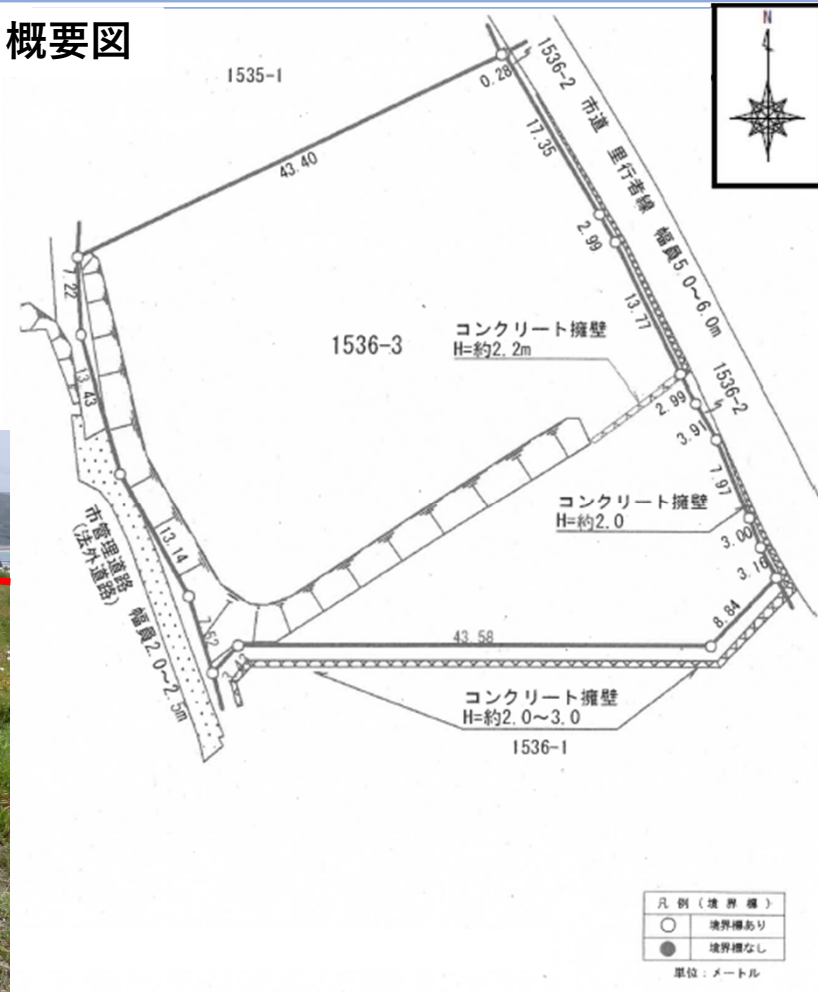 概要図
N
1535-1
0.28
1536-2 市道 里行者線 幅員5.0〜6.0m
17.35
43.40
2.99
7.22
13.77
1536-3
コンクリート擁壁
H=約2.2m
13.43
1536-2
2.99
3.91
7.97
コンクリート擁壁
H=約2.0
3.00
市管理道路 幅員2.0〜2.5m
(法外道路)
13.14
3.16
7.52
8.84
43.58
コンクリート擁壁
H=約2.0〜3.0
1536-1
凡例(境界標)
境界標あり
境界標なし
単位:メートル